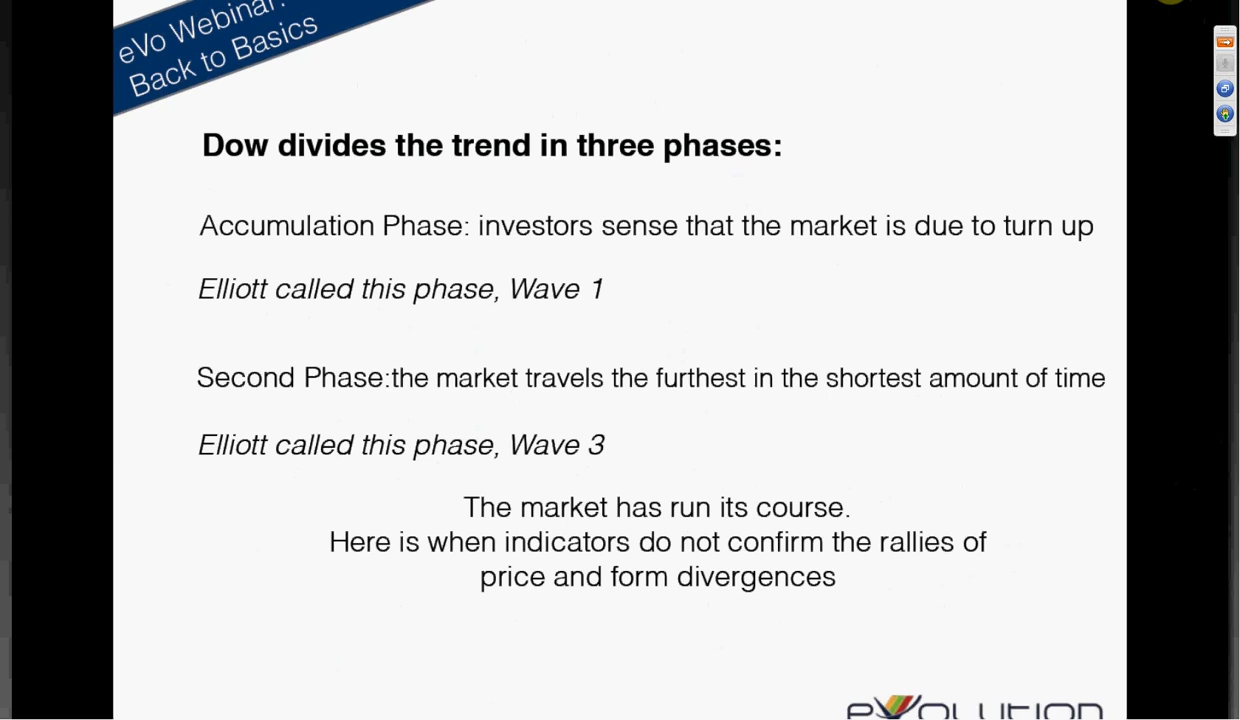 eVo Webinar:
Back to Basics
Dow divides the trend in three phases:
Accumulation Phase: investors sense that the market is due to turn up
Elliott called this phase, Wave 1
Second Phase:the market travels the furthest in the shortest amount of time
Elliott called this phase, Wave 3
The market has run its course.
Here is when indicators do not confirm the rallies of
price and form divergences
eVolution